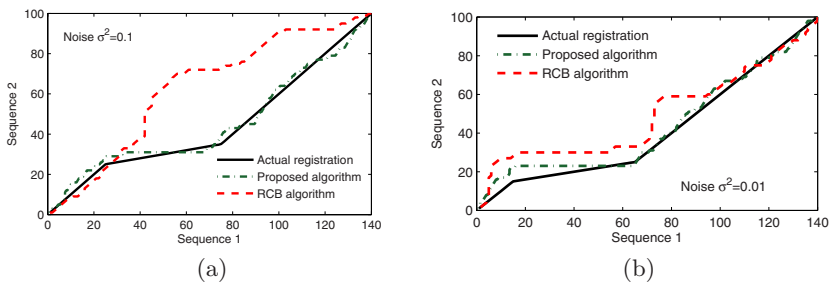 100
80
60
40
20
0
Sequence 2
Noise σ²=0.1
Actual registration
Proposed algorithm
RCB algorithm
0 20 40 60 80 100 120 140
Sequence 1
(a)
100
80
60
40
20
0
Sequence 2
Actual registration
Proposed algorithm
RCB algorithm
Noise σ²=0.01
0 20 40 60 80 100 120 140
Sequence 1
(b)